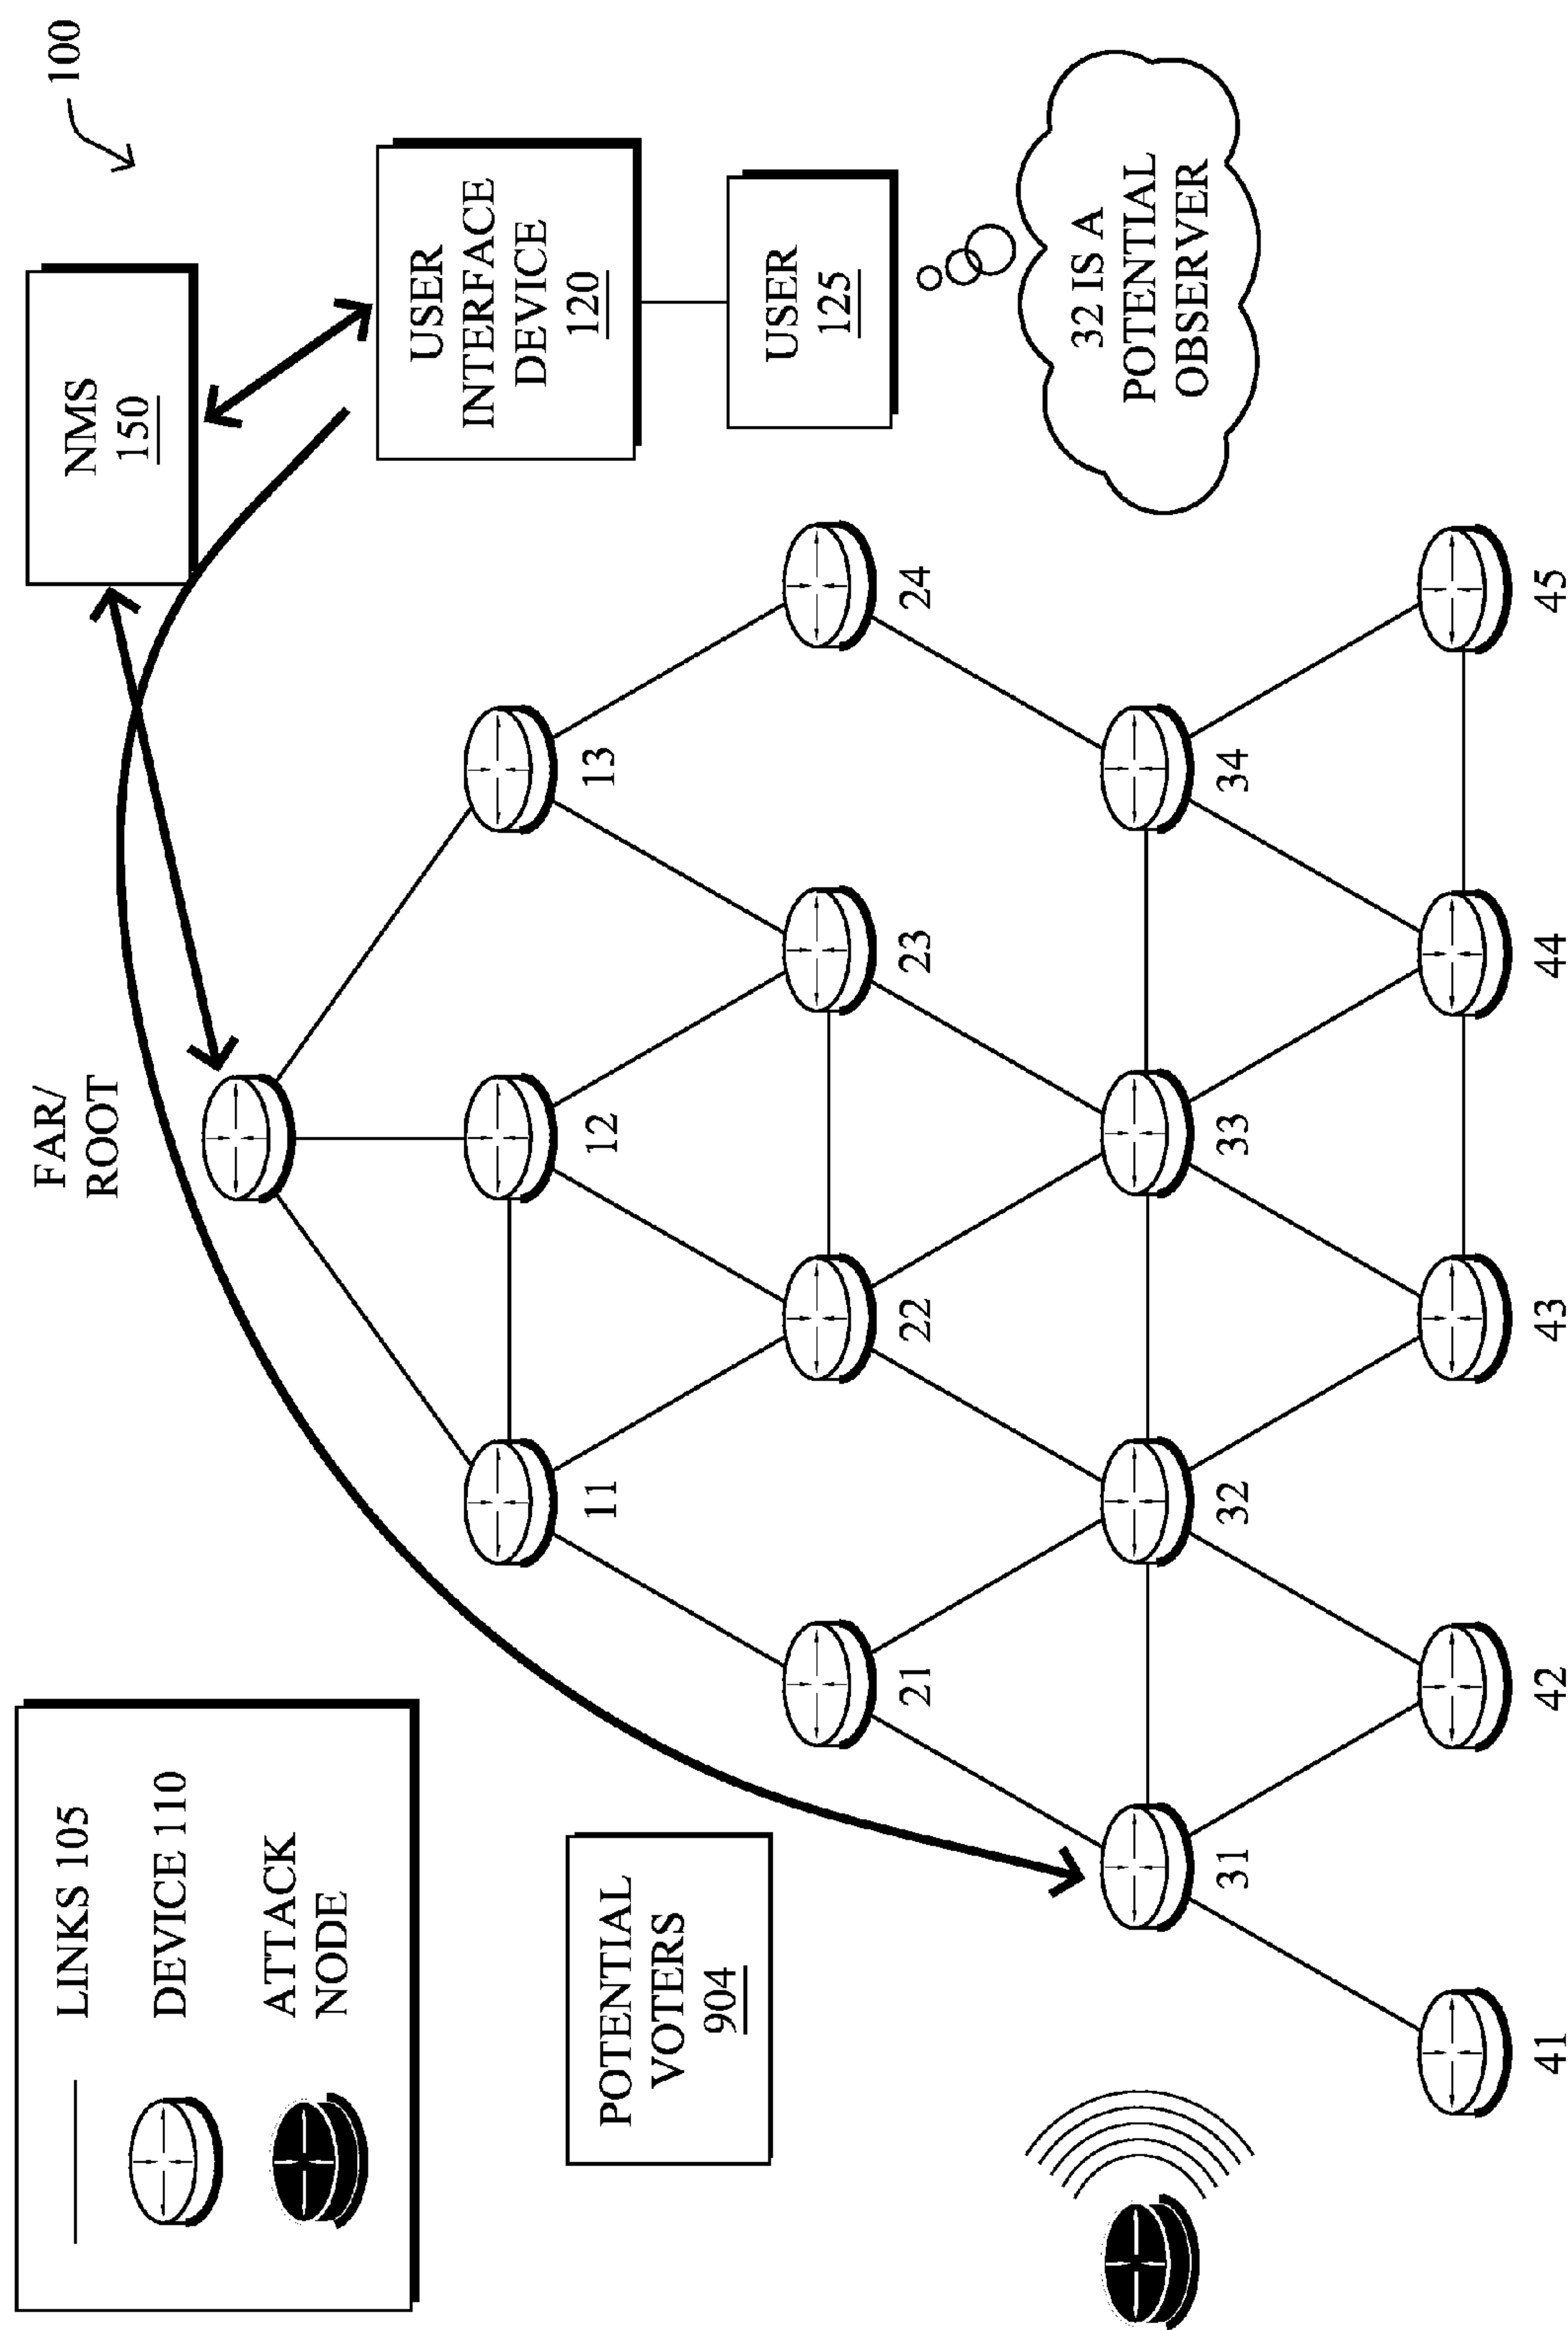 100
LINKS 105
DEVICE 110
ATTACK
NODE
FAR/
ROOT
NMS
150
USER
INTERFACE
DEVICE
120
USER
125
32 IS A
POTENTIAL
OBSERVER
POTENTIAL
VOTERS
904
11
12
13
21
22
23
24
31
32
33
34
41
42
43
44
45